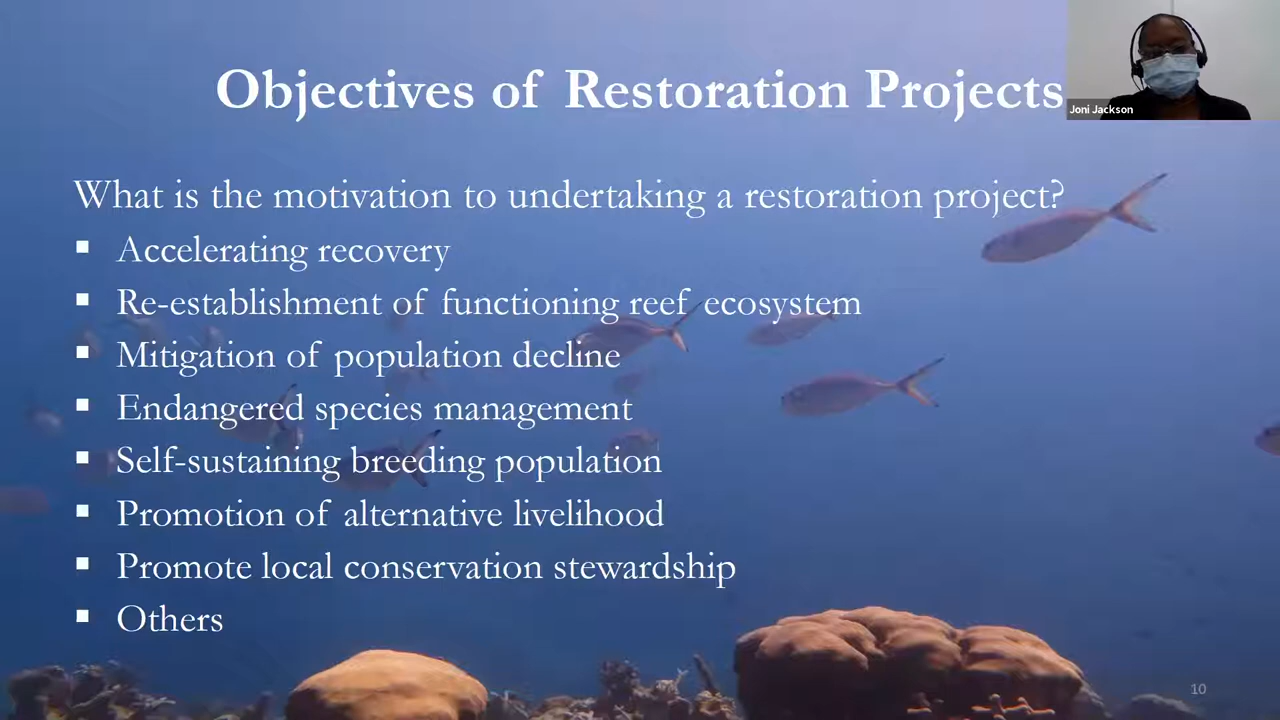 Objectives of Restoration Projects
Joni Jackson
What is the motivation to undertaking a restoration project?
▪ Accelerating recovery
▪ Re-establishment of functioning reef ecosystem
▪ Mitigation of population decline
▪ Endangered species management
▪ Self-sustaining breeding population
▪ Promotion of alternative livelihood
▪ Promote local conservation stewardship
▪ Others
10